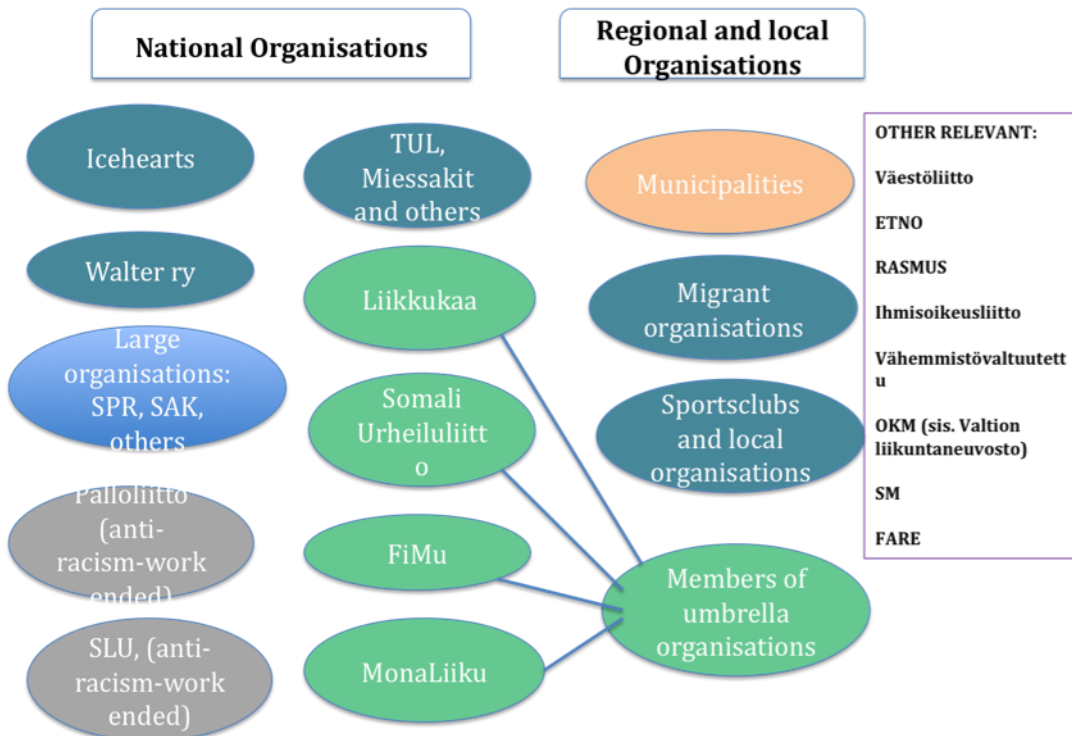 National Organisations
Regional and local
Organisations
Icehearts
Walter ry
Large
organisations:
SPR, SAK,
others
Palloliitto
(anti-
racism-work
ended)
SLU, (anti-
racism-work
ended)
TUL,
Miessakit
and others
Liikkukaa
Somali
Urheiluliitt
o
FiMu
MonaLiiku
Municipalities
Migrant
organisations
Sportsclubs
and local
organisations
Members of
umbrella
organisations
OTHER RELEVANT:
Väestöliitto
ETNO
RASMUS
Ihmisoikeusliitto
Vähemmistövaltuutett
u
OKM (sis. Valtion
liikuntaneuvosto)
SM
FARE